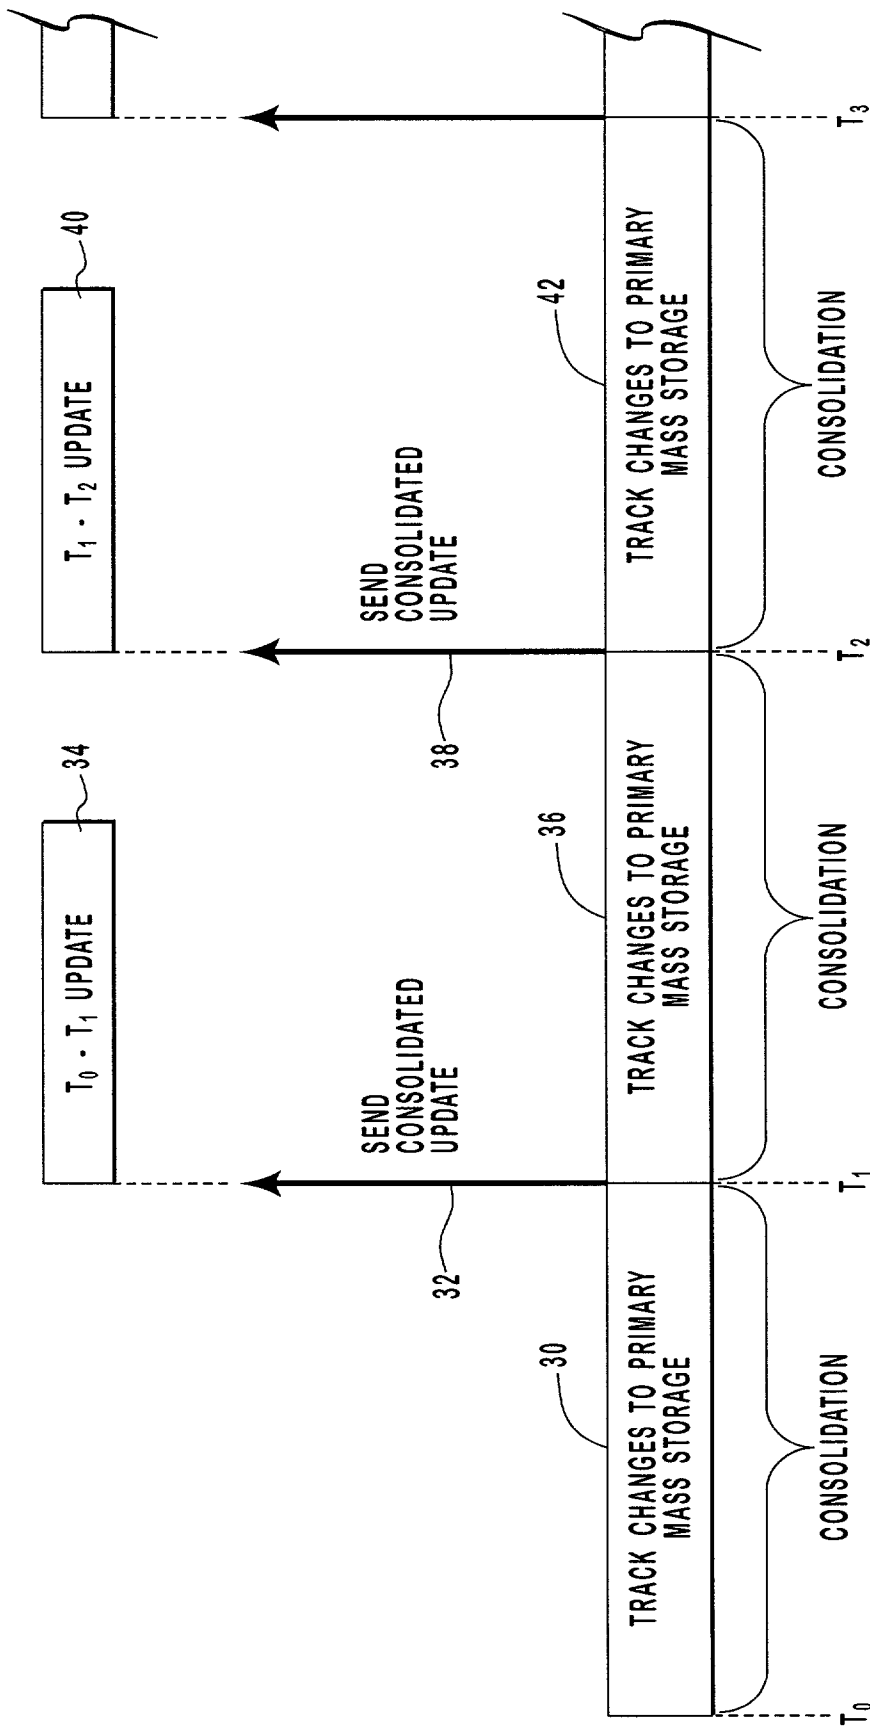 T0 - T1 UPDATE
34
T1 - T2 UPDATE
40
32
SEND
CONSOLIDATED
UPDATE
38
SEND
CONSOLIDATED
UPDATE
30
TRACK CHANGES TO PRIMARY
MASS STORAGE
36
TRACK CHANGES TO PRIMARY
MASS STORAGE
42
TRACK CHANGES TO PRIMARY
MASS STORAGE
CONSOLIDATION
CONSOLIDATION
CONSOLIDATION
T0
T1
T2
T3